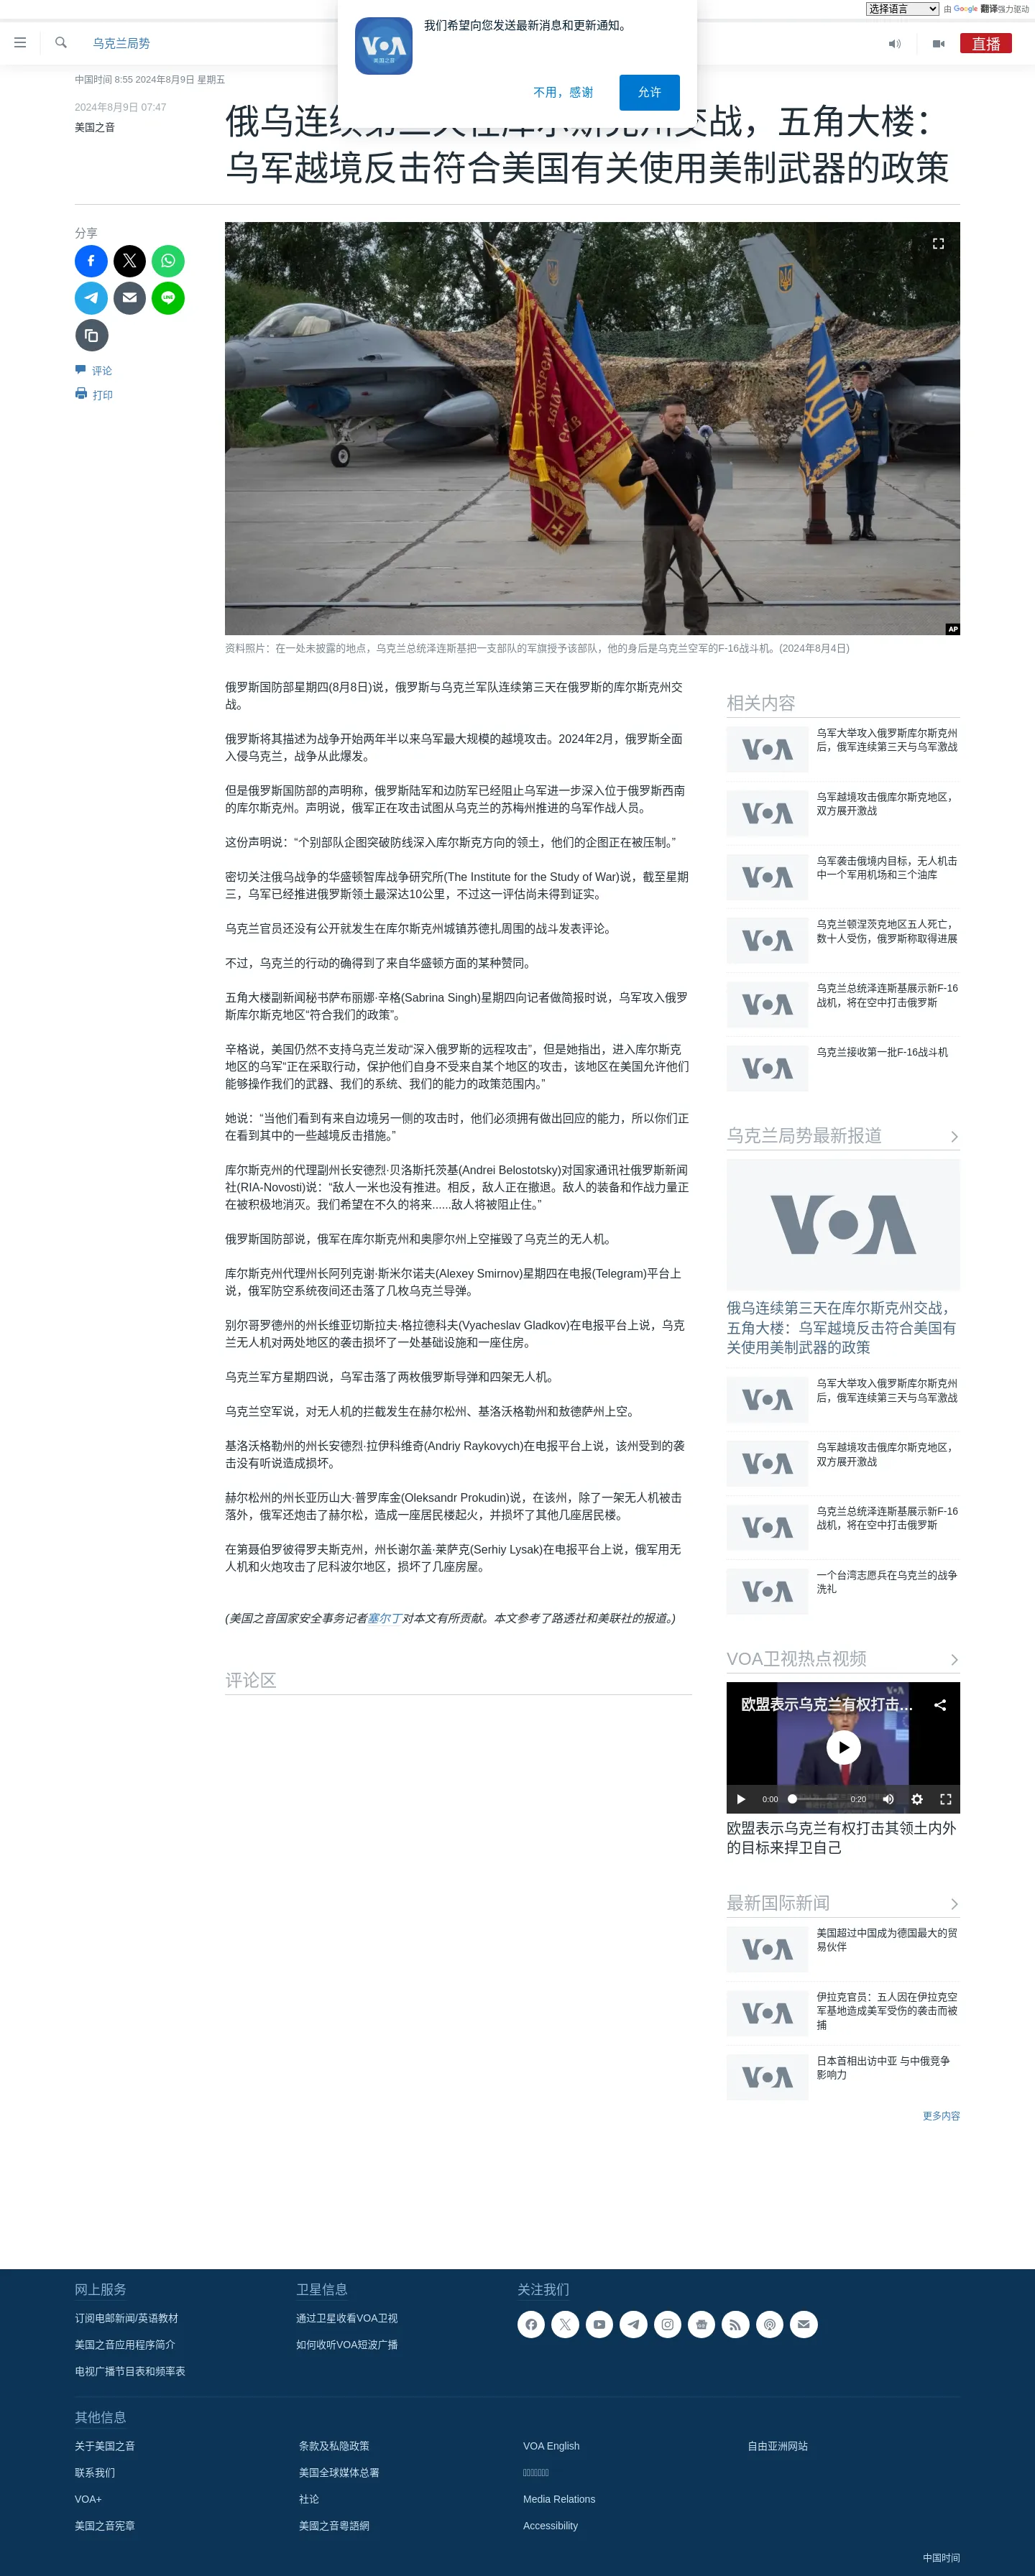 选择语言
由 Google 翻译强力驱动
我们希望向您发送最新消息和更新通知。
不用，感谢
允许
乌克兰局势
直播
中国时间 8:55 2024年8月9日 星期五
2024年8月9日 07:47
美国之音
俄乌连续第三天在库尔斯克州交战，五角大楼：
乌军越境反击符合美国有关使用美制武器的政策
分享
评论
打印
AP
资料照片：在一处未披露的地点，乌克兰总统泽连斯基把一支部队的军旗授予该部队，他的身后是乌克兰空军的F-16战斗机。(2024年8月4日)
俄罗斯国防部星期四(8月8日)说，俄罗斯与乌克兰军队连续第三天在俄罗斯的库尔斯克州交
战。
俄罗斯将其描述为战争开始两年半以来乌军最大规模的越境攻击。2024年2月，俄罗斯全面
入侵乌克兰，战争从此爆发。
但是俄罗斯国防部的声明称，俄罗斯陆军和边防军已经阻止乌军进一步深入位于俄罗斯西南
的库尔斯克州。声明说，俄军正在攻击试图从乌克兰的苏梅州推进的乌军作战人员。
这份声明说：“个别部队企图突破防线深入库尔斯克方向的领土，他们的企图正在被压制。”
密切关注俄乌战争的华盛顿智库战争研究所(The Institute for the Study of War)说，截至星期
三，乌军已经推进俄罗斯领土最深达10公里，不过这一评估尚未得到证实。
乌克兰官员还没有公开就发生在库尔斯克州城镇苏德扎周围的战斗发表评论。
不过，乌克兰的行动的确得到了来自华盛顿方面的某种赞同。
五角大楼副新闻秘书萨布丽娜·辛格(Sabrina Singh)星期四向记者做简报时说，乌军攻入俄罗
斯库尔斯克地区“符合我们的政策”。
辛格说，美国仍然不支持乌克兰发动“深入俄罗斯的远程攻击”，但是她指出，进入库尔斯克
地区的乌军“正在采取行动，保护他们自身不受来自某个地区的攻击，该地区在美国允许他们
能够操作我们的武器、我们的系统、我们的能力的政策范围内。”
她说：“当他们看到有来自边境另一侧的攻击时，他们必须拥有做出回应的能力，所以你们正
在看到其中的一些越境反击措施。”
库尔斯克州的代理副州长安德烈·贝洛斯托茨基(Andrei Belostotsky)对国家通讯社俄罗斯新闻
社(RIA-Novosti)说：“敌人一米也没有推进。相反，敌人正在撤退。敌人的装备和作战力量正
在被积极地消灭。我们希望在不久的将来......敌人将被阻止住。”
俄罗斯国防部说，俄军在库尔斯克州和奥廖尔州上空摧毁了乌克兰的无人机。
库尔斯克州代理州长阿列克谢·斯米尔诺夫(Alexey Smirnov)星期四在电报(Telegram)平台上
说，俄军防空系统夜间还击落了几枚乌克兰导弹。
别尔哥罗德州的州长维亚切斯拉夫·格拉德科夫(Vyacheslav Gladkov)在电报平台上说，乌克
兰无人机对两处地区的袭击损坏了一处基础设施和一座住房。
乌克兰军方星期四说，乌军击落了两枚俄罗斯导弹和四架无人机。
乌克兰空军说，对无人机的拦截发生在赫尔松州、基洛沃格勒州和敖德萨州上空。
基洛沃格勒州的州长安德烈·拉伊科维奇(Andriy Raykovych)在电报平台上说，该州受到的袭
击没有听说造成损坏。
赫尔松州的州长亚历山大·普罗库金(Oleksandr Prokudin)说，在该州，除了一架无人机被击
落外，俄军还炮击了赫尔松，造成一座居民楼起火，并损坏了其他几座居民楼。
在第聂伯罗彼得罗夫斯克州，州长谢尔盖·莱萨克(Serhiy Lysak)在电报平台上说，俄军用无
人机和火炮攻击了尼科波尔地区，损坏了几座房屋。
(美国之音国家安全事务记者塞尔丁对本文有所贡献。本文参考了路透社和美联社的报道。)
评论区
相关内容
乌军大举攻入俄罗斯库尔斯克州
后，俄军连续第三天与乌军激战
乌军越境攻击俄库尔斯克地区，
双方展开激战
乌军袭击俄境内目标，无人机击
中一个军用机场和三个油库
乌克兰顿涅茨克地区五人死亡，
数十人受伤，俄罗斯称取得进展
乌克兰总统泽连斯基展示新F-16
战机，将在空中打击俄罗斯
乌克兰接收第一批F-16战斗机
乌克兰局势最新报道
VOA
俄乌连续第三天在库尔斯克州交战，
五角大楼：乌军越境反击符合美国有
关使用美制武器的政策
乌军大举攻入俄罗斯库尔斯克州
后，俄军连续第三天与乌军激战
乌军越境攻击俄库尔斯克地区，
双方展开激战
乌克兰总统泽连斯基展示新F-16
战机，将在空中打击俄罗斯
一个台湾志愿兵在乌克兰的战争
洗礼
VOA卫视热点视频
欧盟表示乌克兰有权打击...
0:00
0:20
欧盟表示乌克兰有权打击其领土内外
的目标来捍卫自己
最新国际新闻
美国超过中国成为德国最大的贸
易伙伴
伊拉克官员：五人因在伊拉克空
军基地造成美军受伤的袭击而被
捕
日本首相出访中亚 与中俄竞争
影响力
更多内容
网上服务
订阅电邮新闻/英语教材
美国之音应用程序简介
电视广播节目表和频率表
卫星信息
通过卫星收看VOA卫视
如何收听VOA短波广播
关注我们
其他信息
关于美国之音
条款及私隐政策
VOA English
自由亚洲网站
联系我们
美国全球媒体总署
VOA+
社论
Media Relations
美国之音宪章
美國之音粵語網
Accessibility
中国时间